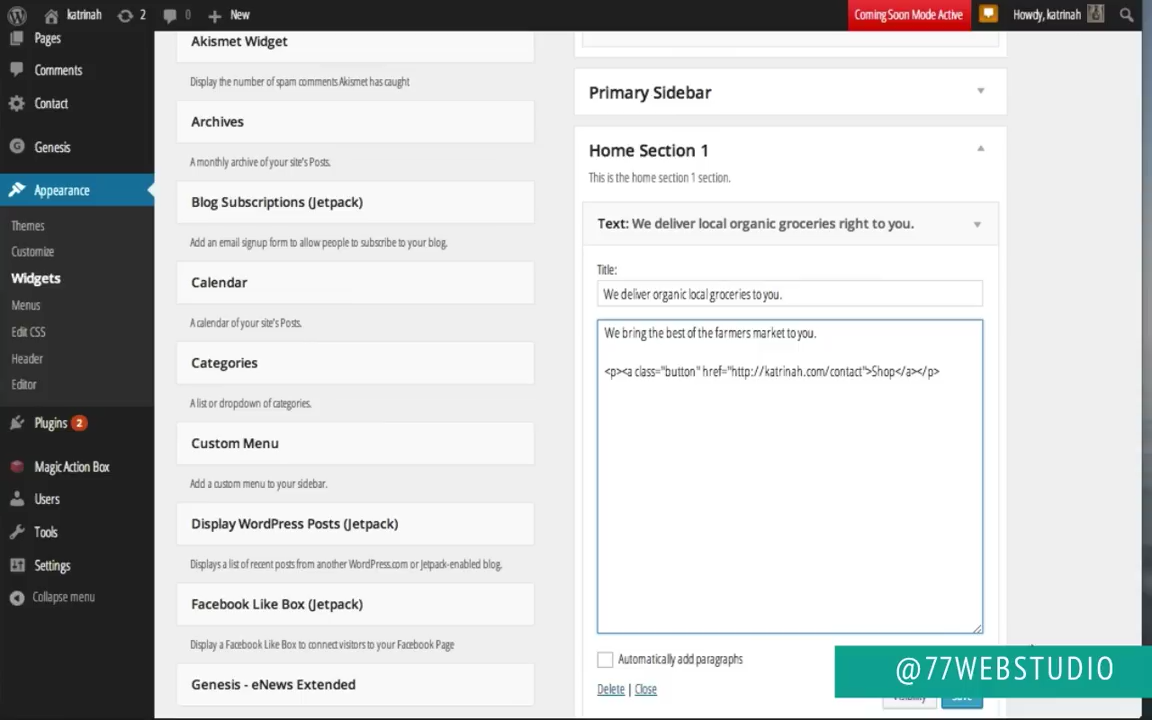 katrinah
2
0
New
Coming Soon Mode Active
Howdy, katrinah
Pages
Comments
Contact
Genesis
Appearance
Themes
Customize
Widgets
Menus
Edit CSS
Header
Editor
Plugins 2
Magic Action Box
Users
Tools
Settings
Collapse menu
Akismet Widget
Display the number of spam comments Akismet has caught
Archives
A monthly archive of your site's Posts.
Blog Subscriptions (Jetpack)
Add an email signup form to allow people to subscribe to your blog.
Calendar
A calendar of your site's Posts.
Categories
A list or dropdown of categories.
Custom Menu
Add a custom menu to your sidebar.
Display WordPress Posts (Jetpack)
Displays a list of recent posts from another WordPress.com or Jetpack-enabled blog.
Facebook Like Box (Jetpack)
Display a Facebook Like Box to connect visitors to your Facebook Page
Genesis - eNews Extended
Primary Sidebar
Home Section 1
This is the home section 1 section.
Text: We deliver local organic groceries right to you.
Title:
We deliver organic local groceries to you.
We bring the best of the farmers market to you.
<p><a class="button" href="http://katrinah.com/contact">Shop</a></p>
Automatically add paragraphs
Delete | Close
@77WEBSTUDIO